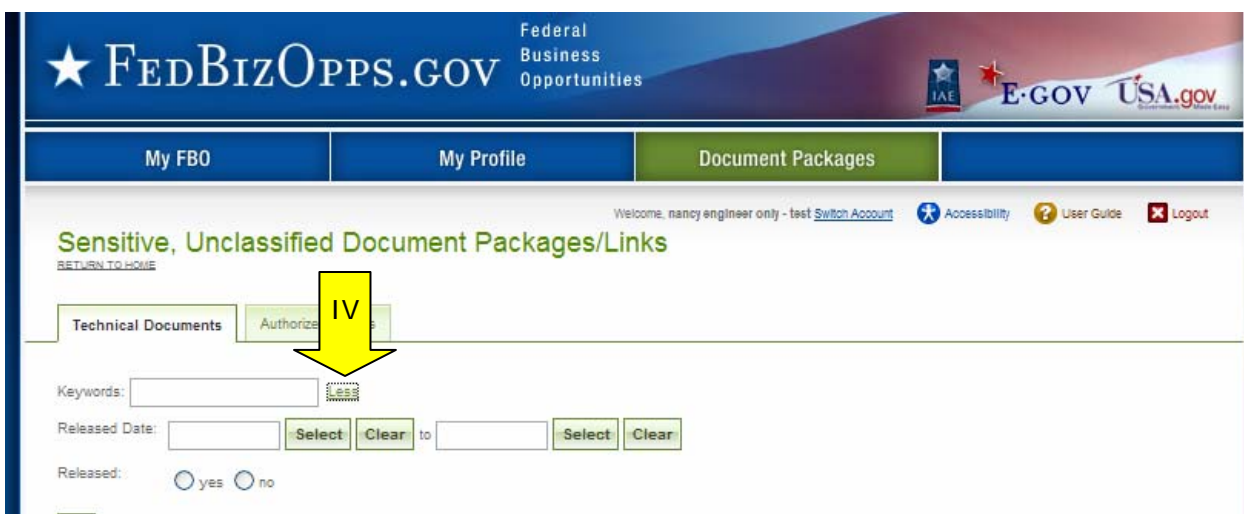 ★ FEDBIZOPPS.GOV
Federal
Business
Opportunities
IAE
E·GOV
USA.gov
My FBO
My Profile
Document Packages
Welcome, nancy engineer only - test Switch Account
Accessibility
User Guide
Logout
Sensitive, Unclassified Document Packages/Links
RETURN TO HOME
IV
Technical Documents
Keywords:
Less
Released Date:
Select Clear to Select Clear
Released:
yes no